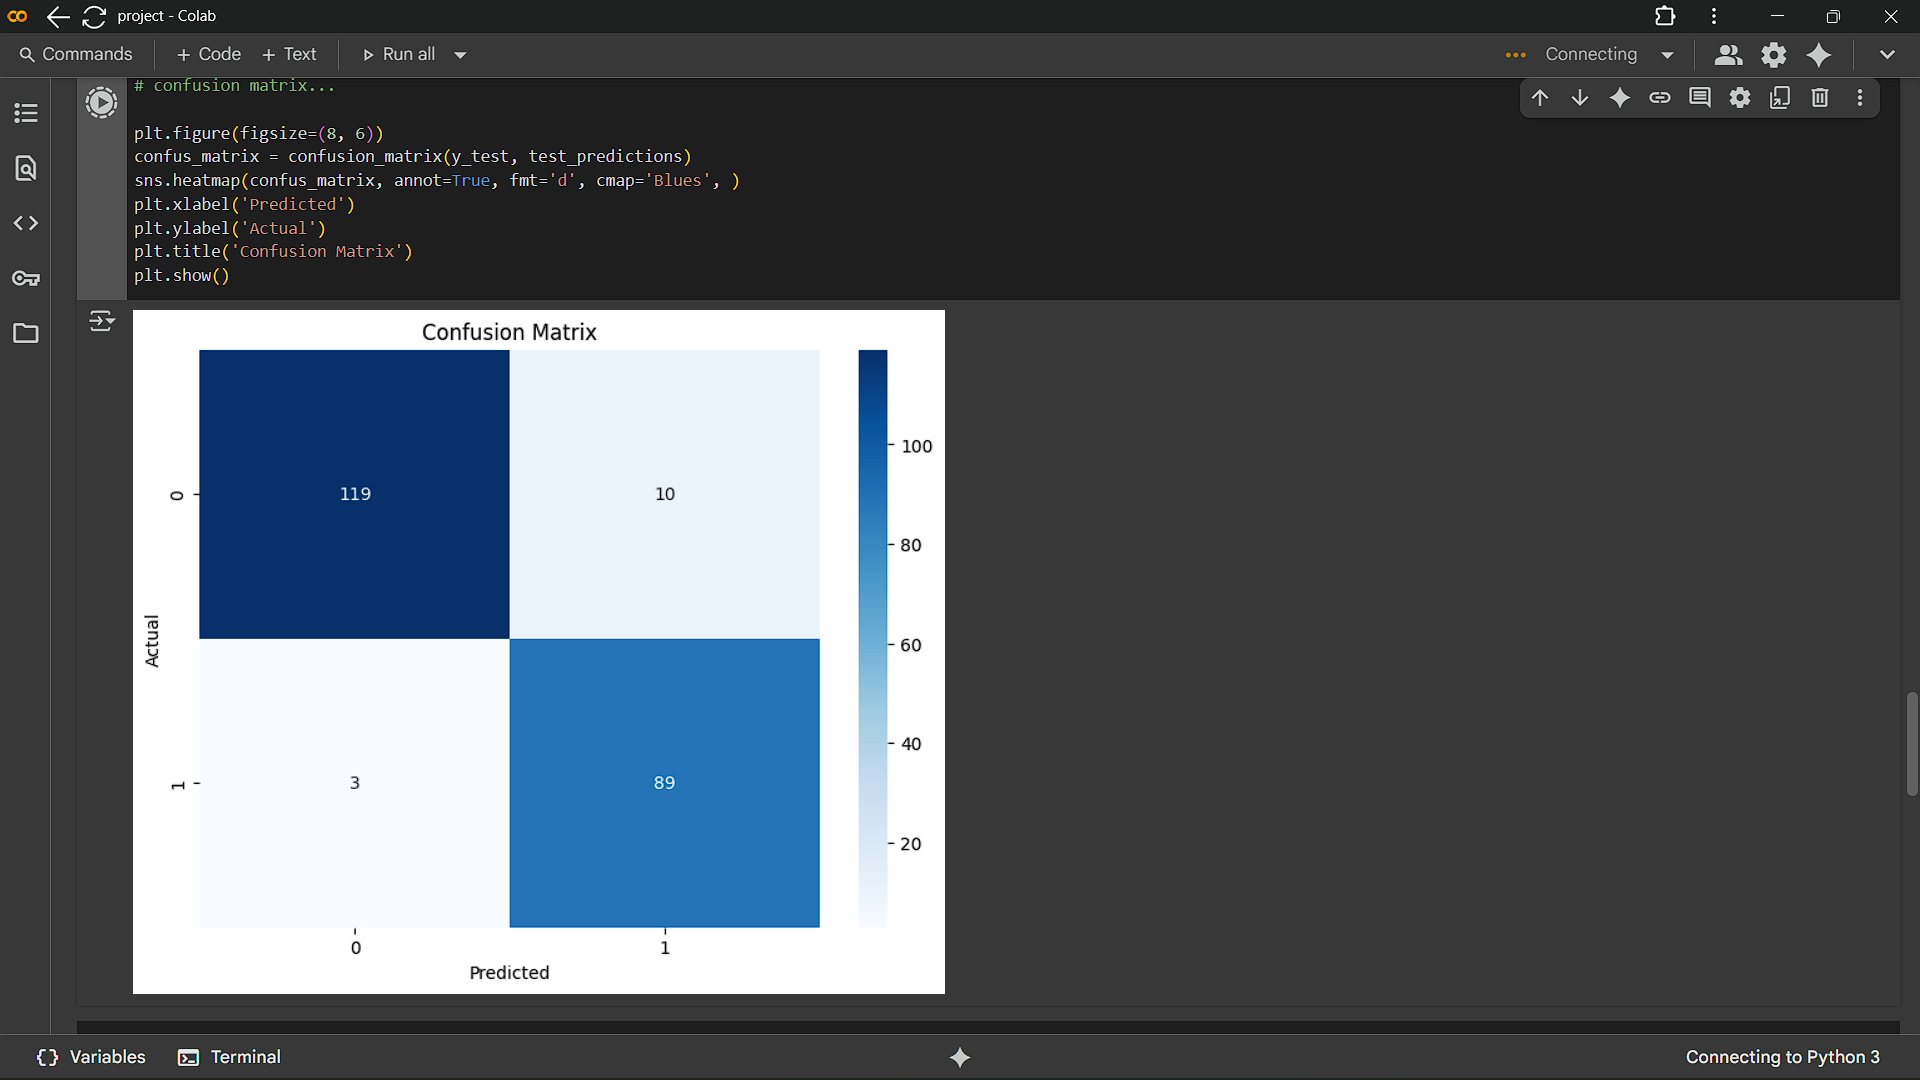 project - Colab
Commands
+ Code + Text
Run all
Connecting
# confusion matrix...
plt.figure(figsize=(8, 6))
confus_matrix = confusion_matrix(y_test, test_predictions)
sns.heatmap(confus_matrix, annot=True, fmt='d', cmap='Blues', )
plt.xlabel('Predicted')
plt.ylabel('Actual')
plt.title('Confusion Matrix')
plt.show()
Confusion Matrix
119 10
3 89
0
1
Actual
0 1
Predicted
100
80
60
40
20
Variables
Terminal
Connecting to Python 3